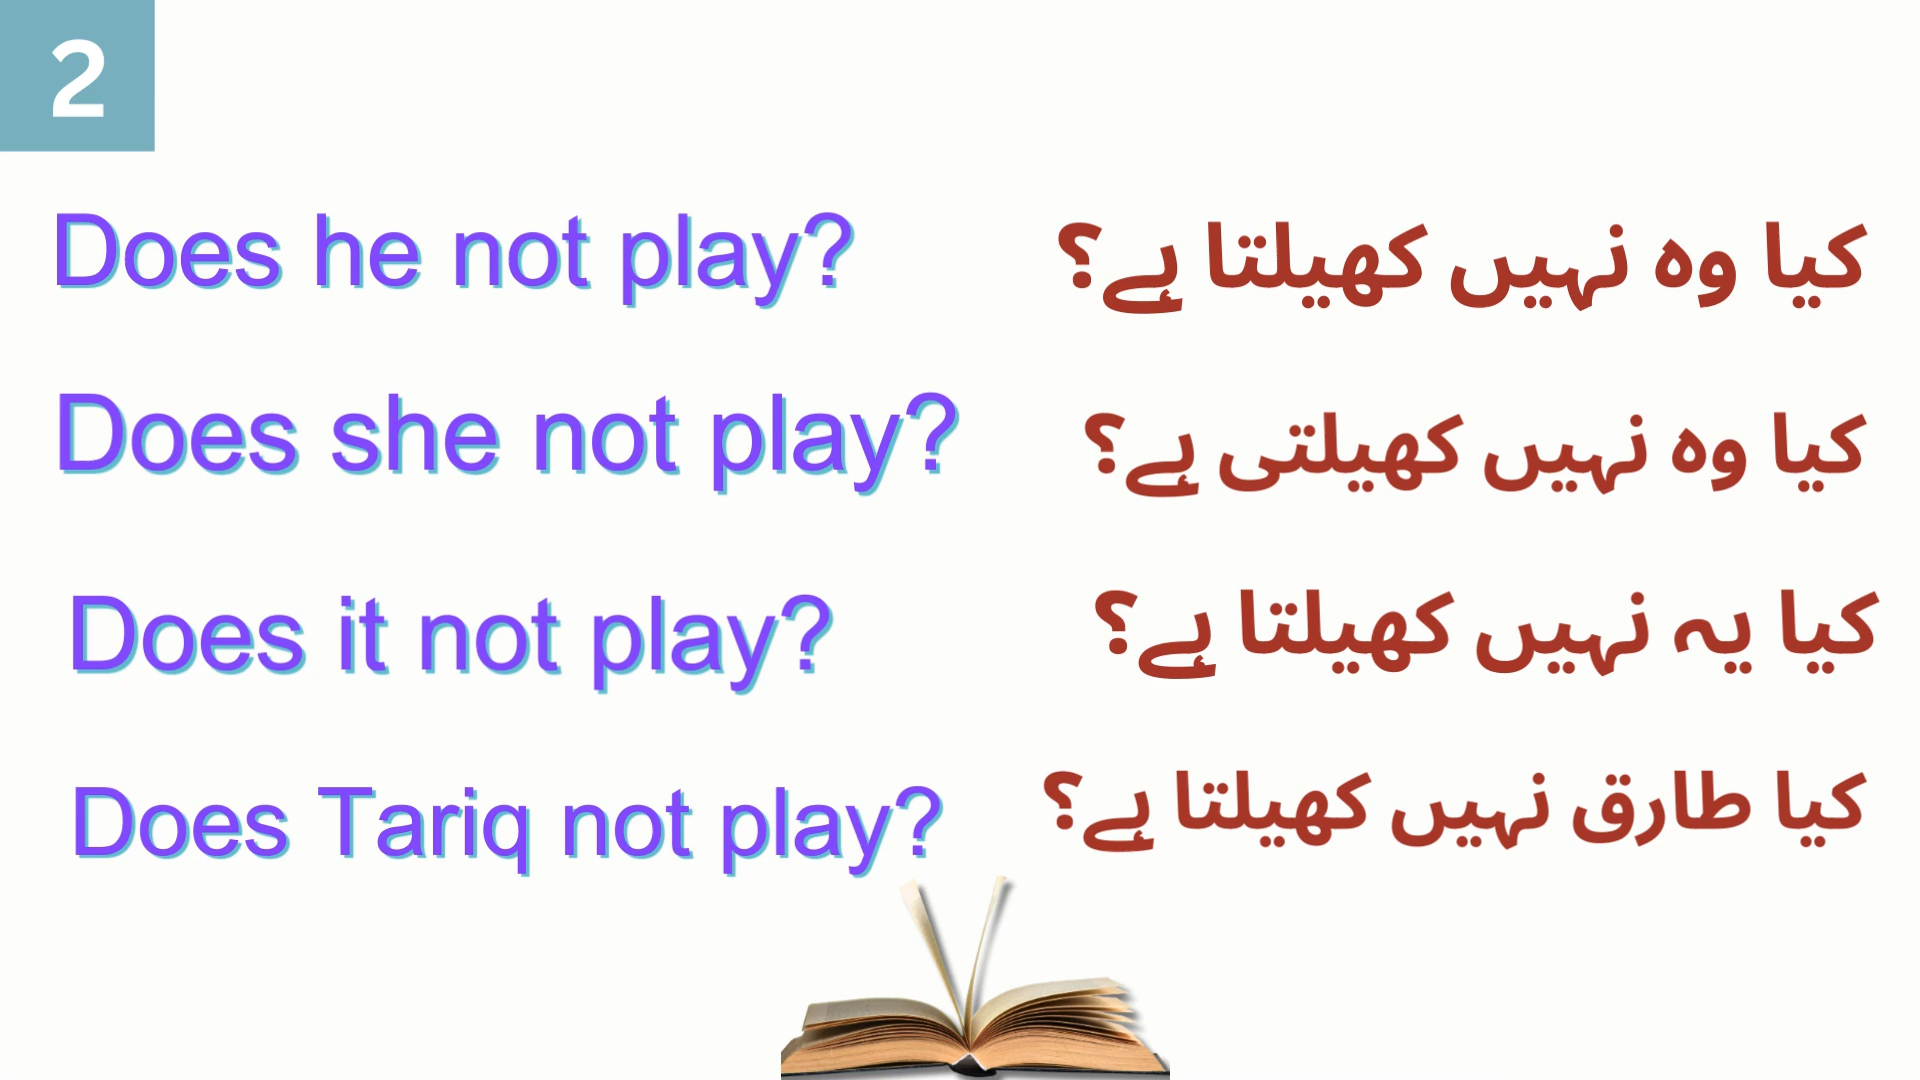 2
Does he not play? کیا وہ نہیں کھیلتا ہے؟
Does she not play? کیا وہ نہیں کھیلتی ہے؟
Does it not play? کیا یہ نہیں کھیلتا ہے؟
Does Tariq not play? کیا طارق نہیں کھیلتا ہے؟